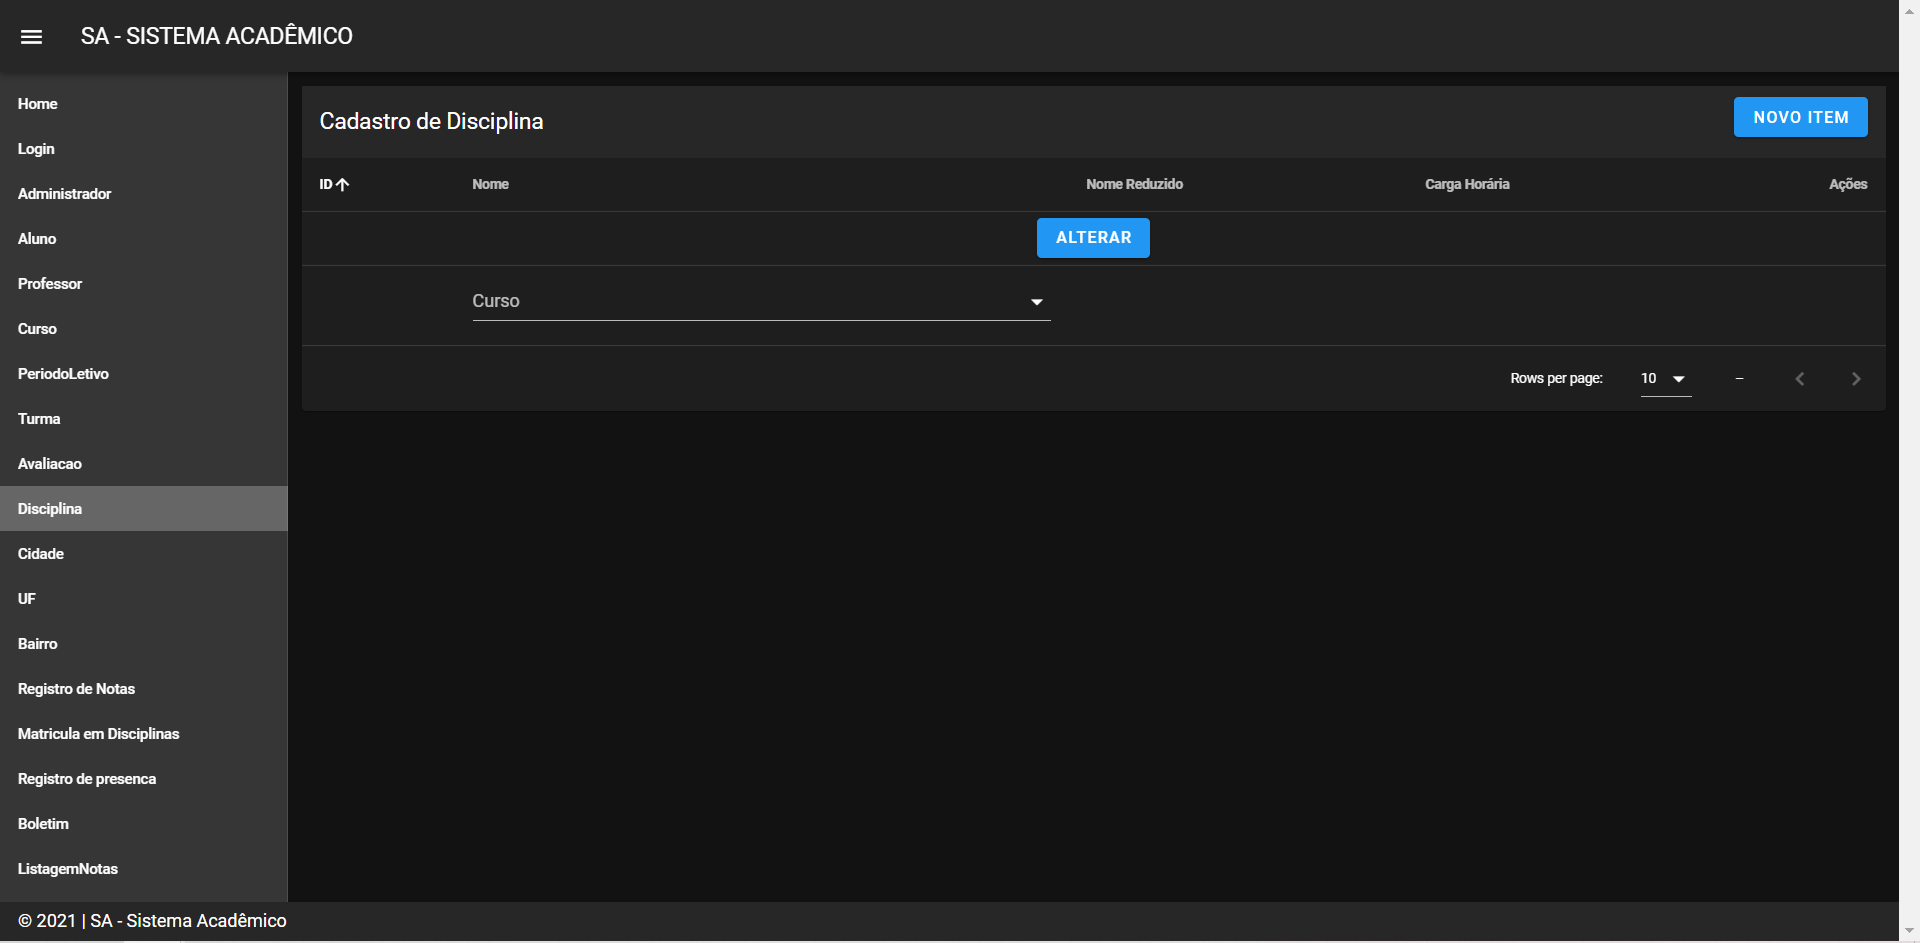 SA - SISTEMA ACADÊMICO
Home
Login
Administrador
Aluno
Professor
Curso
PeriodoLetivo
Turma
Avaliacao
Disciplina
Cidade
UF
Bairro
Registro de Notas
Matricula em Disciplinas
Registro de presenca
Boletim
ListagemNotas
Cadastro de Disciplina
NOVO ITEM
ID Nome Nome Reduzido Carga Horária Ações
ALTERAR
Curso
Rows per page: 10 –
© 2021 | SA - Sistema Acadêmico